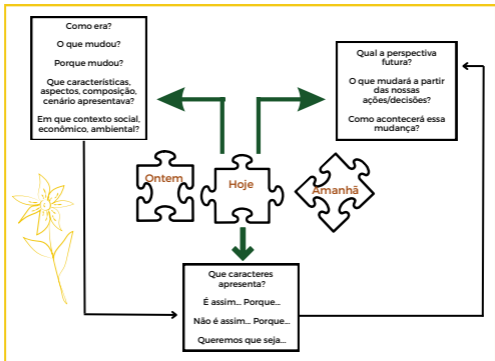 Como era?
O que mudou?
Porque mudou?
Que características,
aspectos, composição,
cenário apresentava?
Em que contexto social,
econômico, ambiental?
Qual a perspectiva
futura?
O que mudará a partir
das nossas
ações/decisões?
Como acontecerá essa
mudança?
Ontem
Hoje
Amanhã
Que caracteres
apresenta?
É assim... Porque...
Não é assim... Porque...
Queremos que seja...